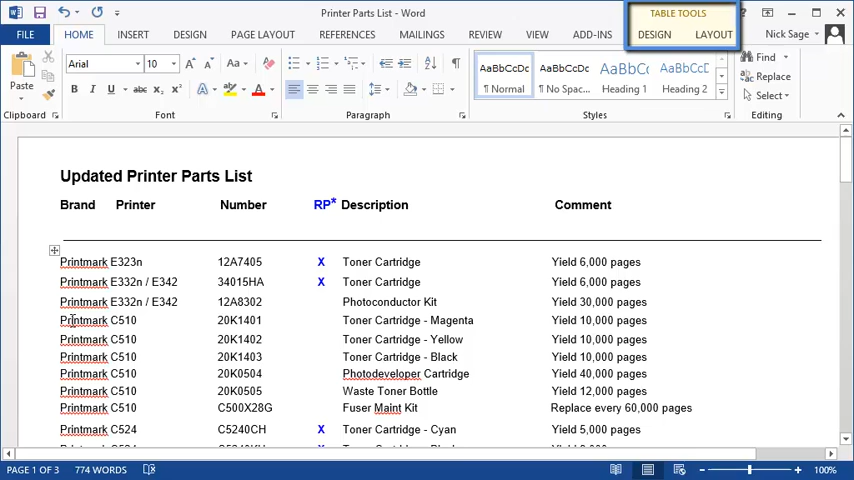 Printer Parts List - Word
TABLE TOOLS
FILE HOME INSERT DESIGN PAGE LAYOUT REFERENCES MAILINGS REVIEW VIEW ADD-INS DESIGN LAYOUT Nick Sage
Paste
Arial 10
Aa
B I U abc x₂ x²
A A
Clipboard Font Paragraph Styles Editing
AaBbCcDc AaBbCcDc AaBbC AaBbCcD
¶ Normal ¶ No Spac... Heading 1 Heading 2
Find
Replace
Select
Updated Printer Parts List
Brand Printer Number RP* Description Comment
Printmark E323n 12A7405 X Toner Cartridge Yield 6,000 pages
Printmark E332n / E342 34015HA X Toner Cartridge Yield 6,000 pages
Printmark E332n / E342 12A8302 Photoconductor Kit Yield 30,000 pages
Printmark C510 20K1401 Toner Cartridge - Magenta Yield 10,000 pages
Printmark C510 20K1402 Toner Cartridge - Yellow Yield 10,000 pages
Printmark C510 20K1403 Toner Cartridge - Black Yield 10,000 pages
Printmark C510 20K0504 Photodeveloper Cartridge Yield 40,000 pages
Printmark C510 20K0505 Waste Toner Bottle Yield 12,000 pages
Printmark C510 C500X28G Fuser Maint Kit Replace every 60,000 pages
Printmark C524 C5240CH X Toner Cartridge - Cyan Yield 5,000 pages
PAGE 1 OF 3 774 WORDS 100%